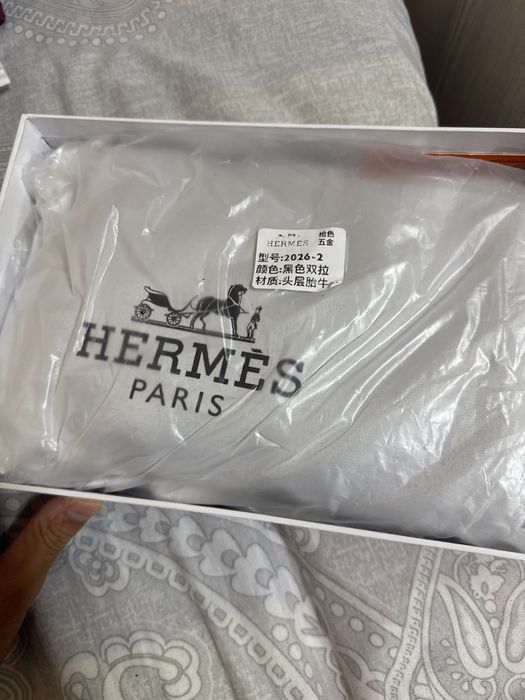 枪色
HERMES 五金
型号:2026-2
颜色:黑色双拉
材质:头层胎牛
HERMÈS
PARIS